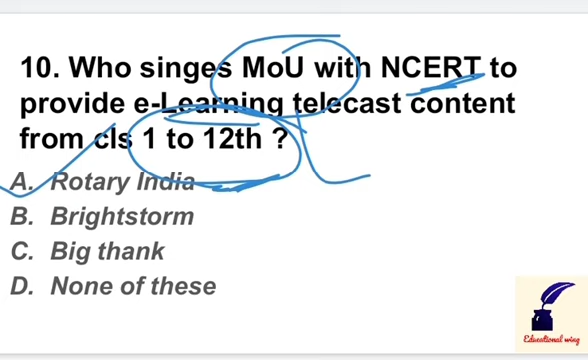 10. Who singes MoU with NCERT to
provide e-Learning telecast content
from cls 1 to 12th ?
A. Rotary India
B. Brightstorm
C. Big thank
D. None of these
Educational wing